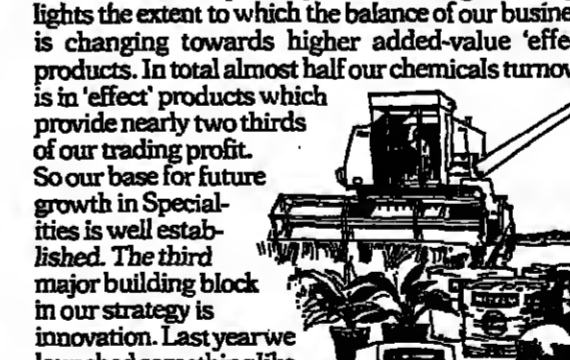 lights the extent to which the balance of our busine
is changing towards higher added-value 'effe
products. In total almost half our chemicals turnov
is in 'effect' products which
provide nearly two thirds
of our trading profit.
So our base for future
growth in Special-
ities is well estab-
lished. The third
major building block
in our strategy is
innovation. Last year we
launched something like